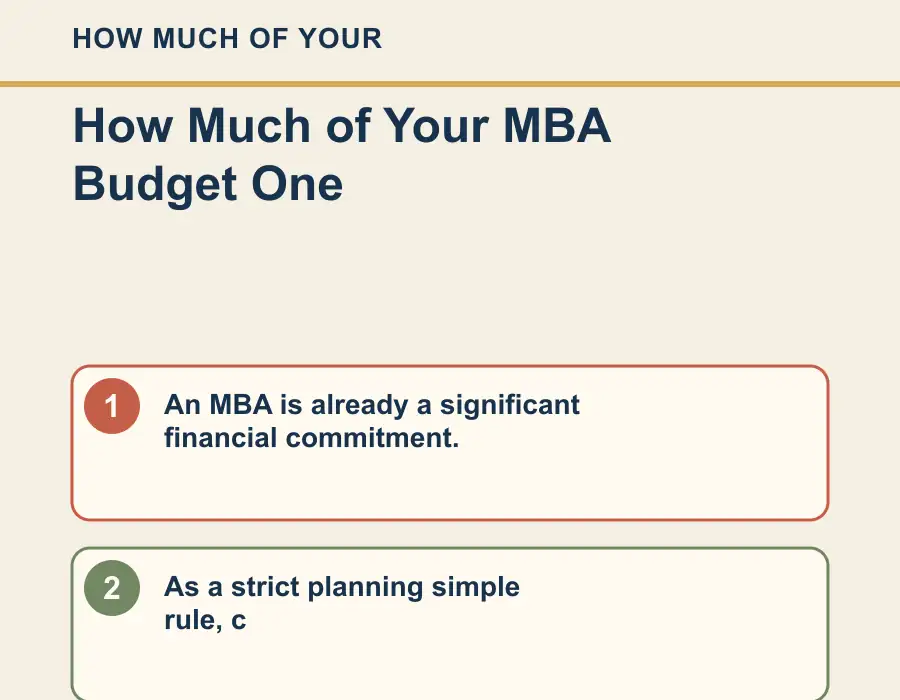 HOW MUCH OF YOUR
How Much of Your MBA
Budget One
1
An MBA is already a significant
financial commitment.
2
As a strict planning simple
rule, c